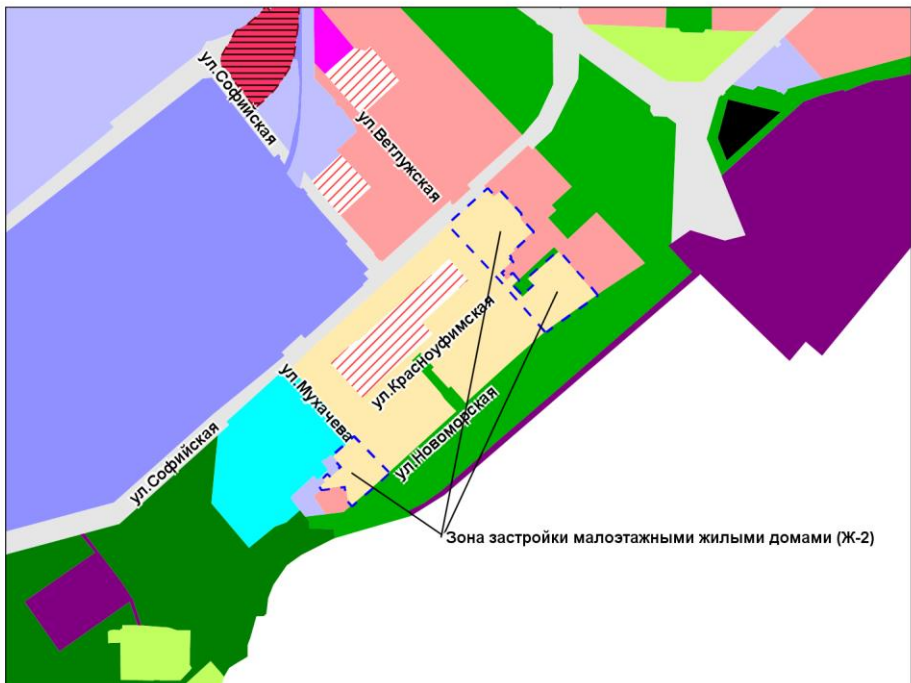 ул.Софийская
ул.Ветлужская
ул.Красноуфимская
ул.Мухачева
ул.Новоморская
ул.Софийская
Зона застройки малоэтажными жилыми домами (Ж-2)